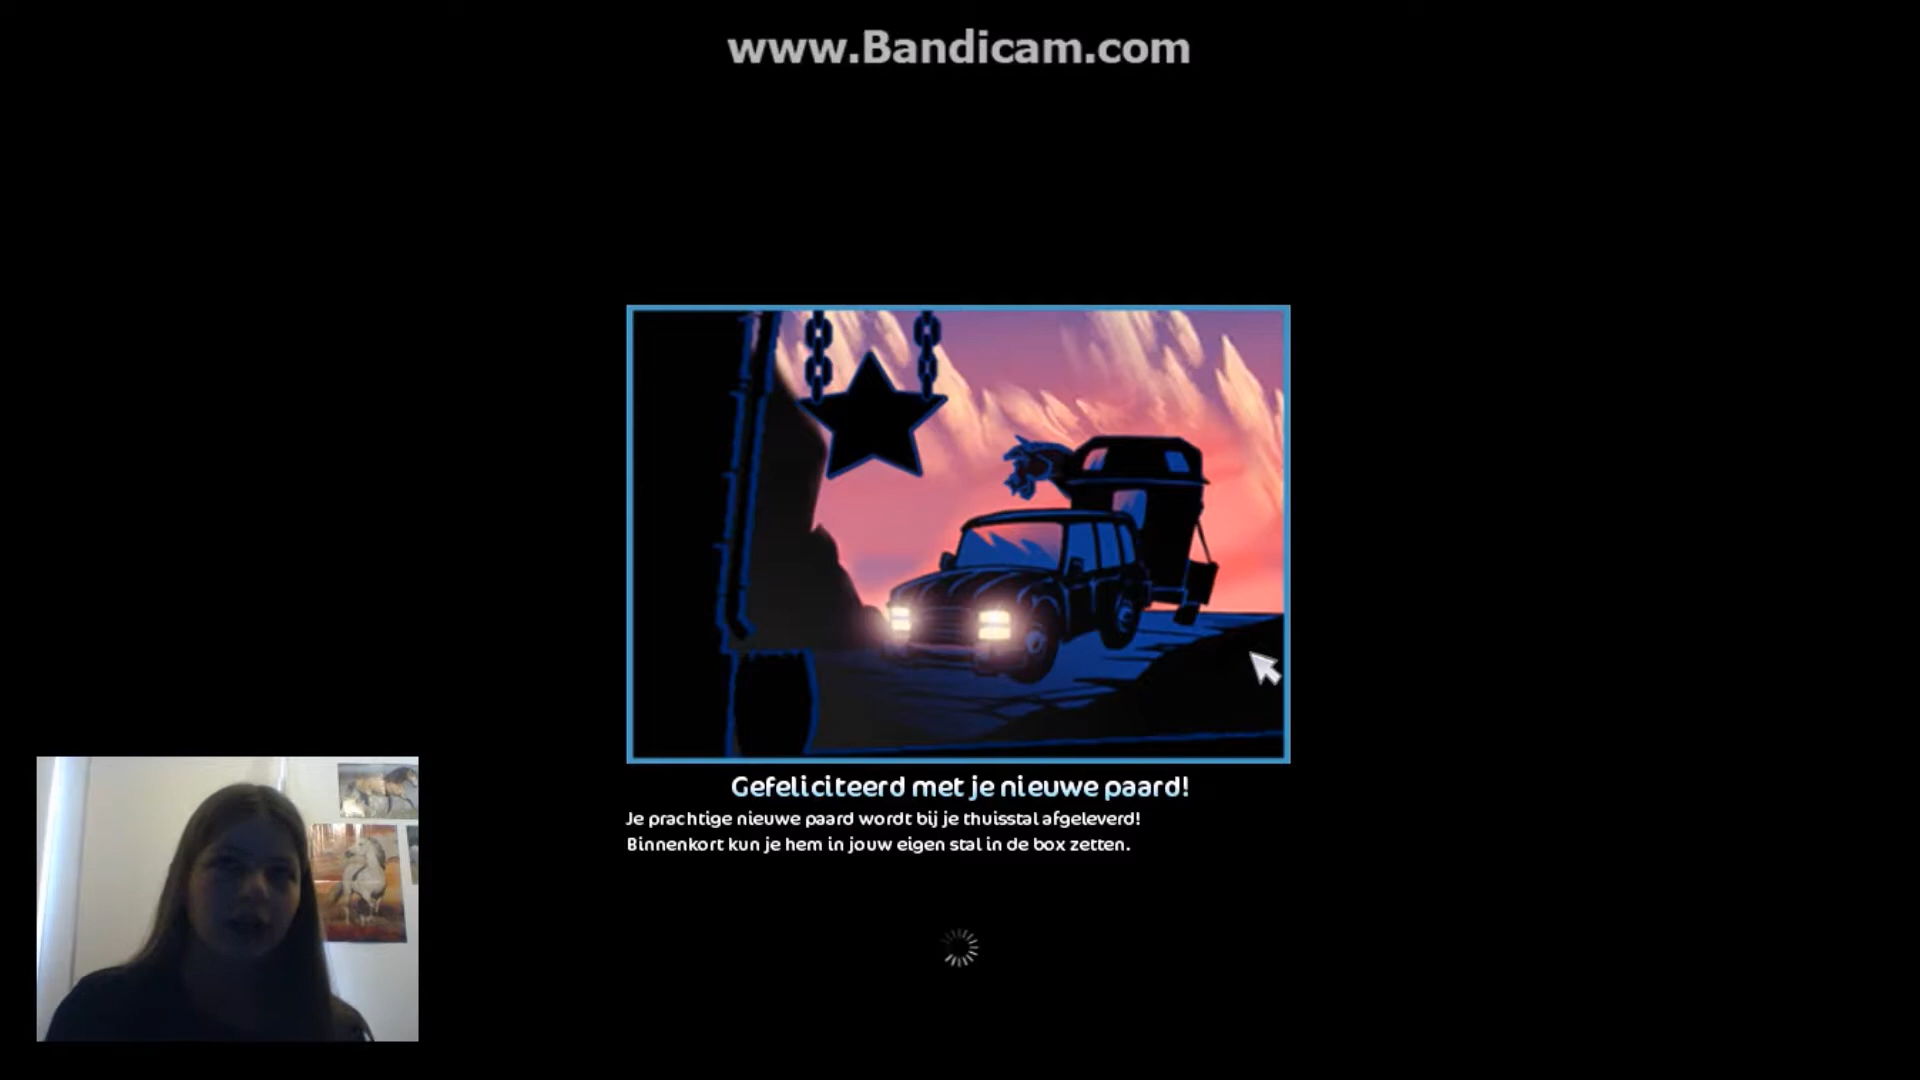 www.Bandicam.com
Gefeliciteerd met je nieuwe paard!
Je prachtige nieuwe paard wordt bij je thuisstal afgeleverd!
Binnenkort kun je hem in jouw eigen stal in de box zetten.